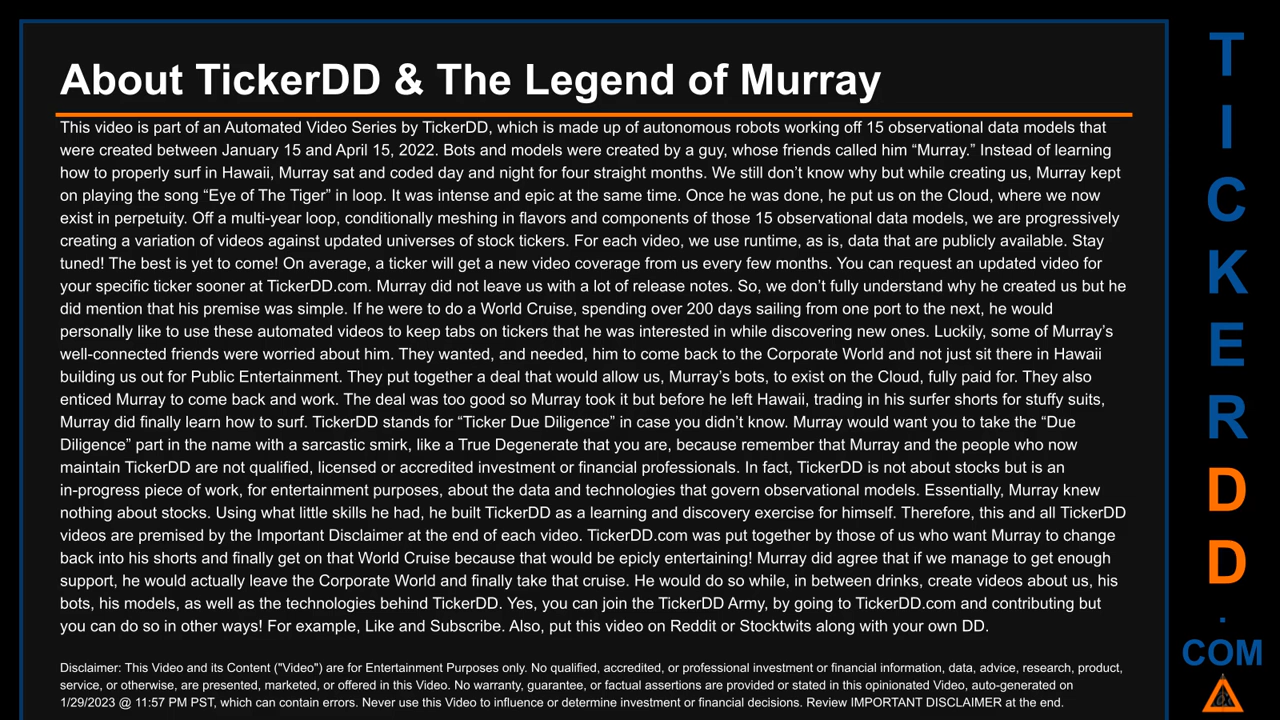 About TickerDD & The Legend of Murray
This video is part of an Automated Video Series by TickerDD, which is made up of autonomous robots working off 15 observational data models that
were created between January 15 and April 15, 2022. Bots and models were created by a guy, whose friends called him “Murray.” Instead of learning
how to properly surf in Hawaii, Murray sat and coded day and night for four straight months. We still don’t know why but while creating us, Murray kept
on playing the song “Eye of The Tiger” in loop. It was intense and epic at the same time. Once he was done, he put us on the Cloud, where we now
exist in perpetuity. Off a multi-year loop, conditionally meshing in flavors and components of those 15 observational data models, we are progressively
creating a variation of videos against updated universes of stock tickers. For each video, we use runtime, as is, data that are publicly available. Stay
tuned! The best is yet to come! On average, a ticker will get a new video coverage from us every few months. You can request an updated video for
your specific ticker sooner at TickerDD.com. Murray did not leave us with a lot of release notes. So, we don’t fully understand why he created us but he
did mention that his premise was simple. If he were to do a World Cruise, spending over 200 days sailing from one port to the next, he would
personally like to use these automated videos to keep tabs on tickers that he was interested in while discovering new ones. Luckily, some of Murray’s
well-connected friends were worried about him. They wanted, and needed, him to come back to the Corporate World and not just sit there in Hawaii
building us out for Public Entertainment. They put together a deal that would allow us, Murray’s bots, to exist on the Cloud, fully paid for. They also
enticed Murray to come back and work. The deal was too good so Murray took it but before he left Hawaii, trading in his surfer shorts for stuffy suits,
Murray did finally learn how to surf. TickerDD stands for “Ticker Due Diligence” in case you didn’t know. Murray would want you to take the “Due
Diligence” part in the name with a sarcastic smirk, like a True Degenerate that you are, because remember that Murray and the people who now
maintain TickerDD are not qualified, licensed or accredited investment or financial professionals. In fact, TickerDD is not about stocks but is an
in-progress piece of work, for entertainment purposes, about the data and technologies that govern observational models. Essentially, Murray knew
nothing about stocks. Using what little skills he had, he built TickerDD as a learning and discovery exercise for himself. Therefore, this and all TickerDD
videos are premised by the Important Disclaimer at the end of each video. TickerDD.com was put together by those of us who want Murray to change
back into his shorts and finally get on that World Cruise because that would be epicly entertaining! Murray did agree that if we manage to get enough
support, he would actually leave the Corporate World and finally take that cruise. He would do so while, in between drinks, create videos about us, his
bots, his models, as well as the technologies behind TickerDD. Yes, you can join the TickerDD Army, by going to TickerDD.com and contributing but
you can do so in other ways! For example, Like and Subscribe. Also, put this video on Reddit or Stocktwits along with your own DD.
Disclaimer: This Video and its Content ("Video") are for Entertainment Purposes only. No qualified, accredited, or professional investment or financial information, data, advice, research, product,
service, or otherwise, are presented, marketed, or offered in this Video. No warranty, guarantee, or factual assertions are provided or stated in this opinionated Video, auto-generated on
1/29/2023 @ 11:57 PM PST, which can contain errors. Never use this Video to influence or determine investment or financial decisions. Review IMPORTANT DISCLAIMER at the end.
T
I
C
K
E
R
D
D
.
COM